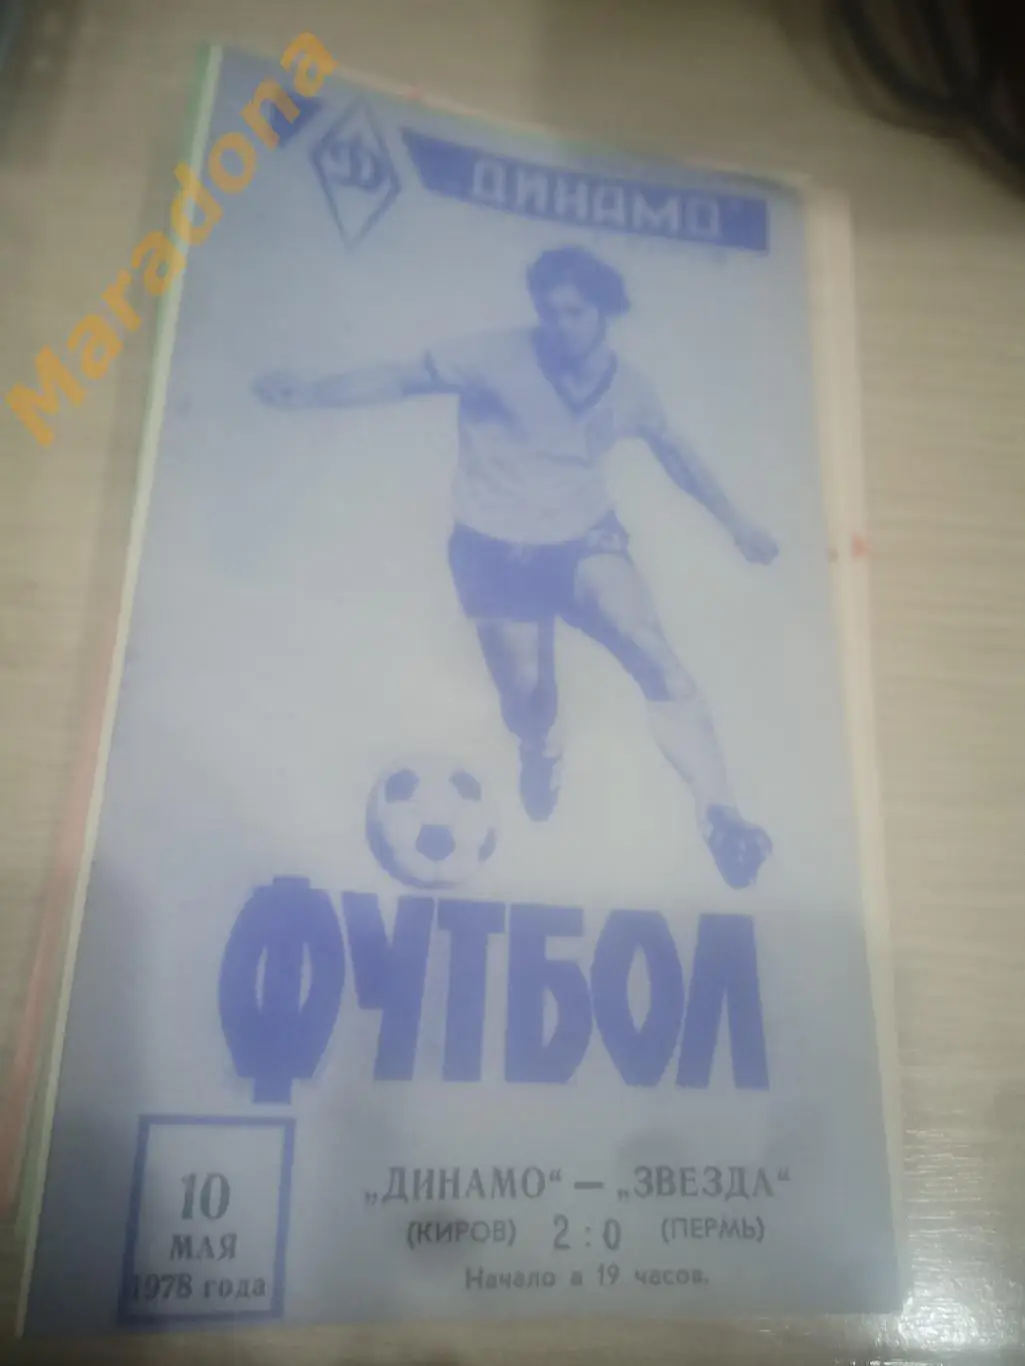 Maradona
Д
ДИНАМО
ФУТБОЛ
10
МАЯ
1978 года
„ДИНАМО“ — „ЗВЕЗДА“
(КИРОВ) 2:0 (ПЕРМЬ)
Начало в 19 часов.